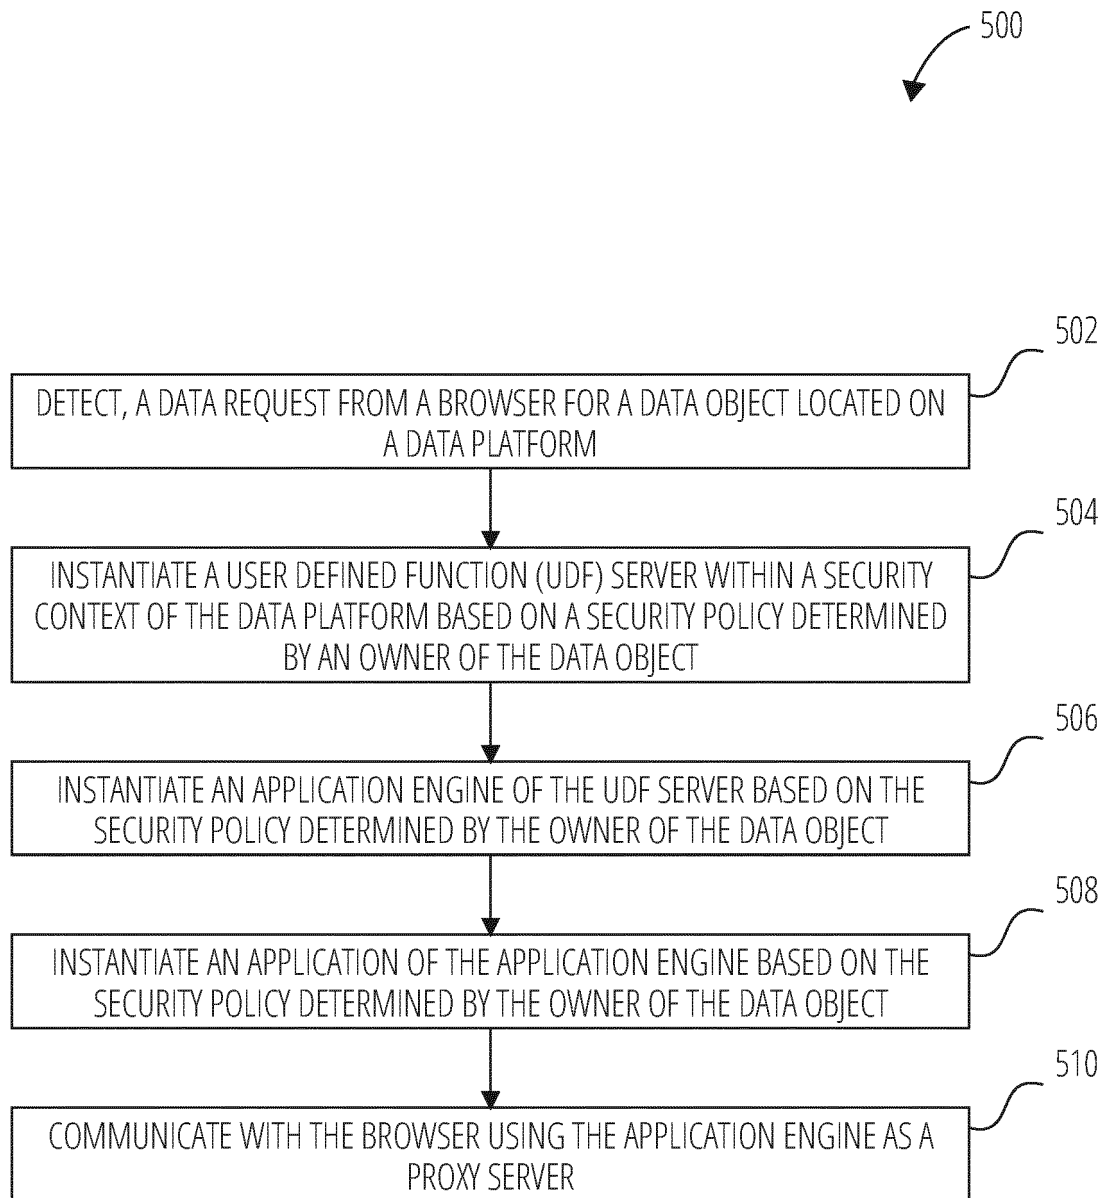 500
502
DETECT, A DATA REQUEST FROM A BROWSER FOR A DATA OBJECT LOCATED ON
A DATA PLATFORM
504
INSTANTIATE A USER DEFINED FUNCTION (UDF) SERVER WITHIN A SECURITY
CONTEXT OF THE DATA PLATFORM BASED ON A SECURITY POLICY DETERMINED
BY AN OWNER OF THE DATA OBJECT
506
INSTANTIATE AN APPLICATION ENGINE OF THE UDF SERVER BASED ON THE
SECURITY POLICY DETERMINED BY THE OWNER OF THE DATA OBJECT
508
INSTANTIATE AN APPLICATION OF THE APPLICATION ENGINE BASED ON THE
SECURITY POLICY DETERMINED BY THE OWNER OF THE DATA OBJECT
510
COMMUNICATE WITH THE BROWSER USING THE APPLICATION ENGINE AS A
PROXY SERVER